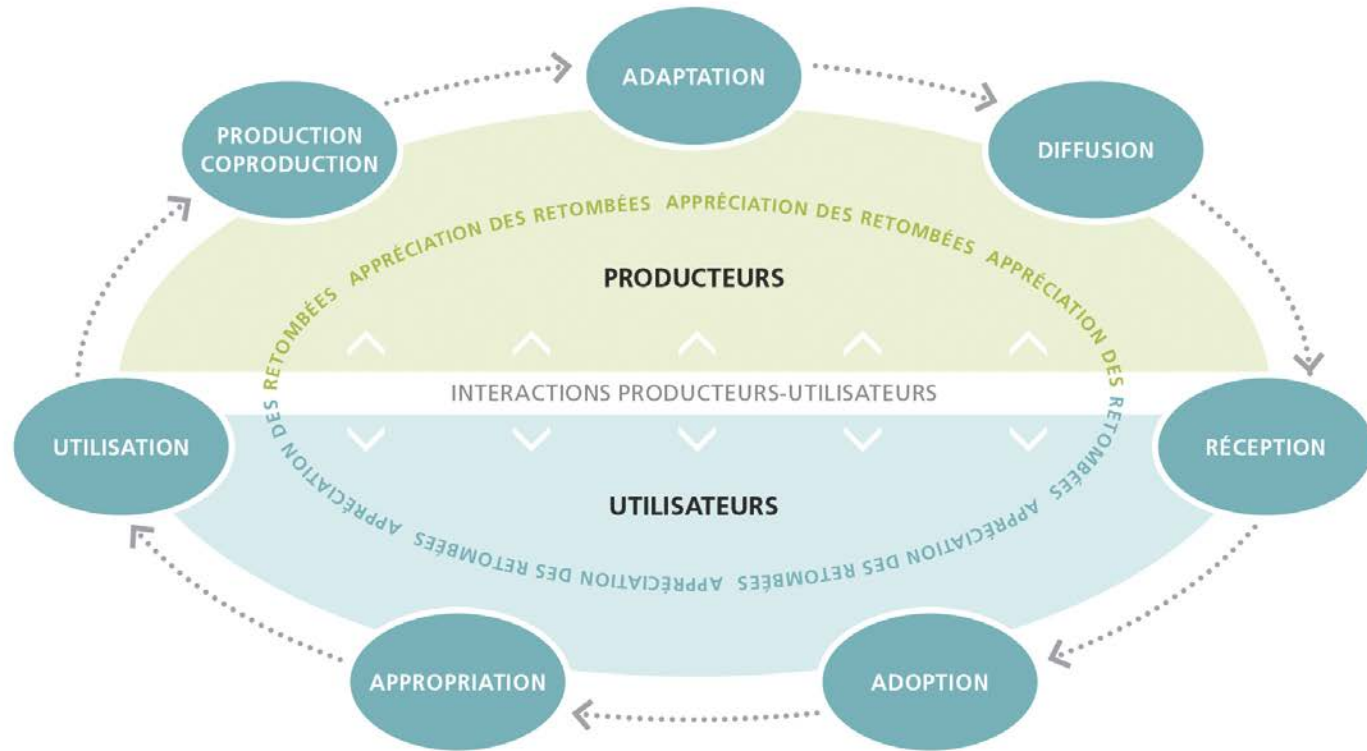 ADAPTATION
PRODUCTION
COPRODUCTION
DIFFUSION
APPRÉCIATION DES RETOMBÉES APPRÉCIATION DES RETOMBÉES APPRÉCIATION DES
RETOMBÉES APPRÉCIATION DES RETOMBÉES APPRÉCIATION DES RETOMBÉES APPRÉCIATION DES RETOMBÉES
PRODUCTEURS
INTERACTIONS PRODUCTEURS-UTILISATEURS
UTILISATION
RÉCEPTION
UTILISATEURS
APPROPRIATION
ADOPTION